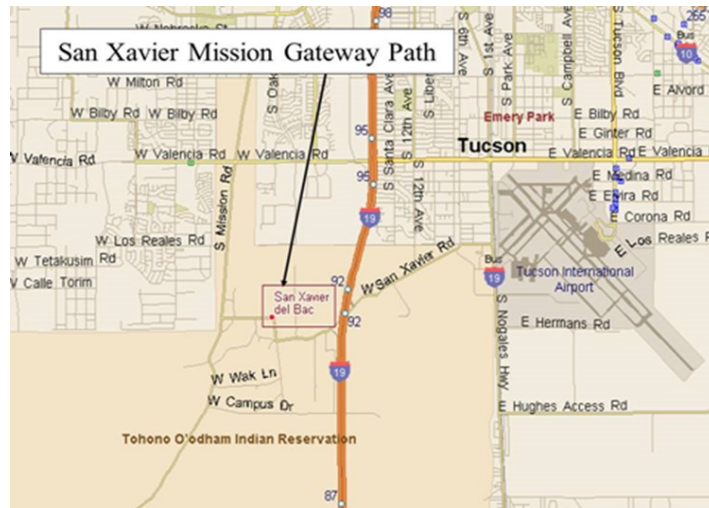 98
265
W Nebraska St
San Xavier Mission Gateway Path
S 6th Ave
S 1st Ave
S Park Ave
S Campbell Ave
S Tucson Blvd
Bus
10
W Milton Rd
S Oak
S Santa Clara Ave
S 12th Ave
S Liber
E Alvord
W Bilby Rd
W Bilby Rd
95
Emery Park
E Bilby Rd
E Ginter Rd
Tucson
W Valencia Rd
W Valencia Rd
E Valencia Rd
E Valencia
95
S 12th Ave
E Medina Rd
E Elvira Rd
S Mission Rd
19
E Corona Rd
W Los Reales Rd
E Los Reales R
W San Xavier Rd
W Tetakusim Rd
Bus
19
Tucson International
Airport
W Calle Torim
92
San Xavier
del Bac
92
S Nogales Hwy
E Hermans Rd
19
W Wak Ln
W Campus Dr
E Hughes Access Rd
Tohono O'odham Indian Reservation
87